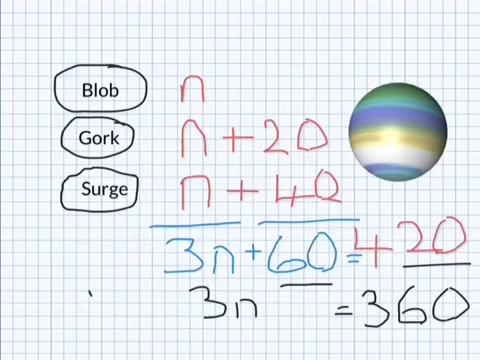 Blob n
Gork n + 20
Surge n + 40
3n + 60 = 420
3n = 360